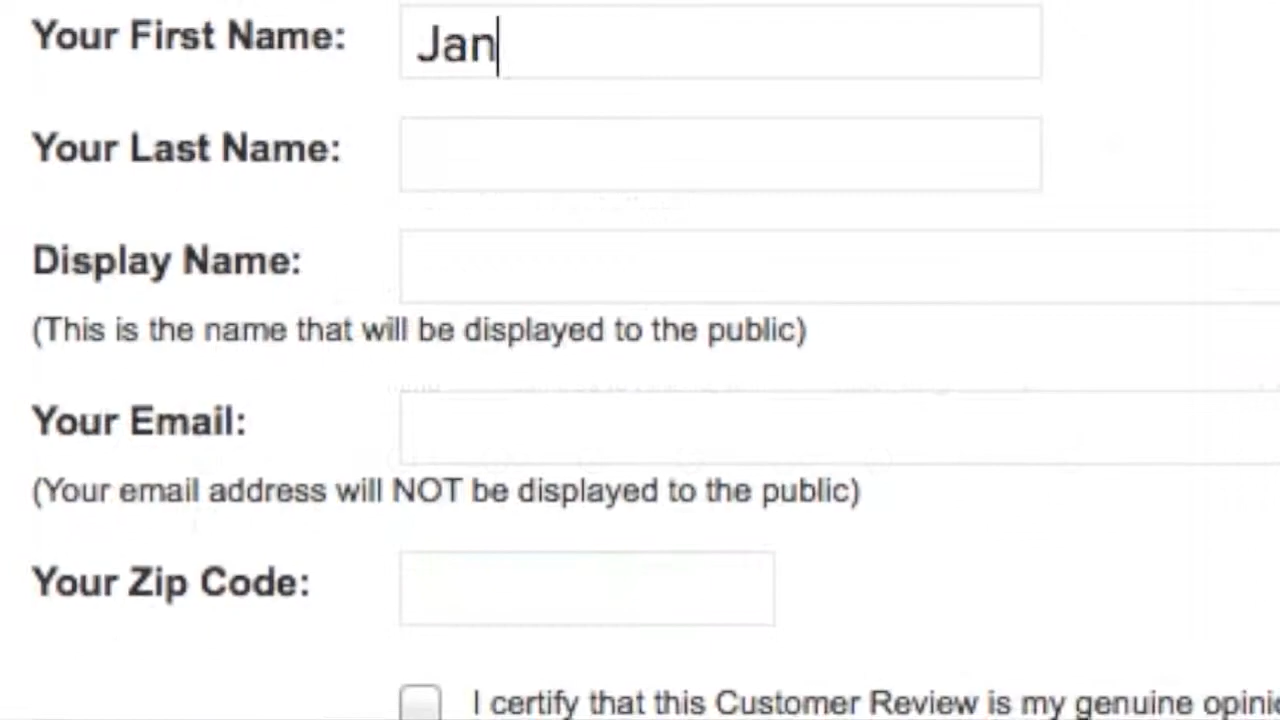 Your First Name: Jan
Your Last Name:
Display Name:
(This is the name that will be displayed to the public)
Your Email:
(Your email address will NOT be displayed to the public)
Your Zip Code:
I certify that this Customer Review is my genuine